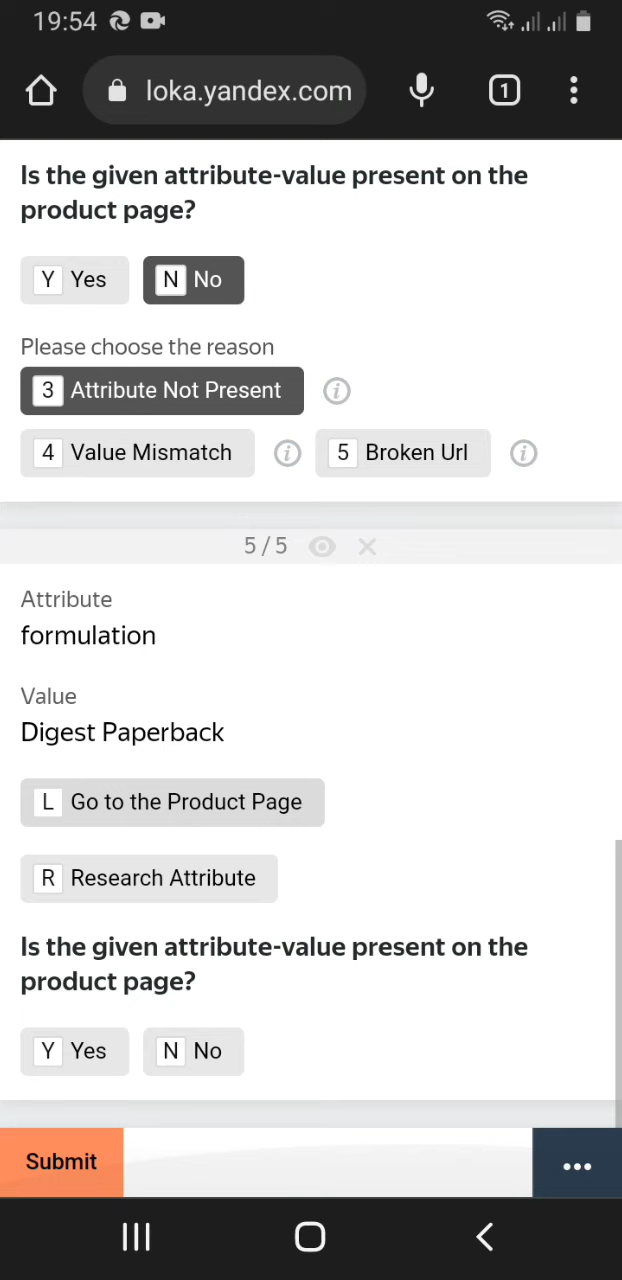 19:54
loka.yandex.com
1
Is the given attribute-value present on the
product page?
Y Yes
N No
Please choose the reason
3 Attribute Not Present
i
4 Value Mismatch
i
5 Broken Url
i
5/5
Attribute
formulation
Value
Digest Paperback
L Go to the Product Page
R Research Attribute
Is the given attribute-value present on the
product page?
Y Yes
N No
Submit